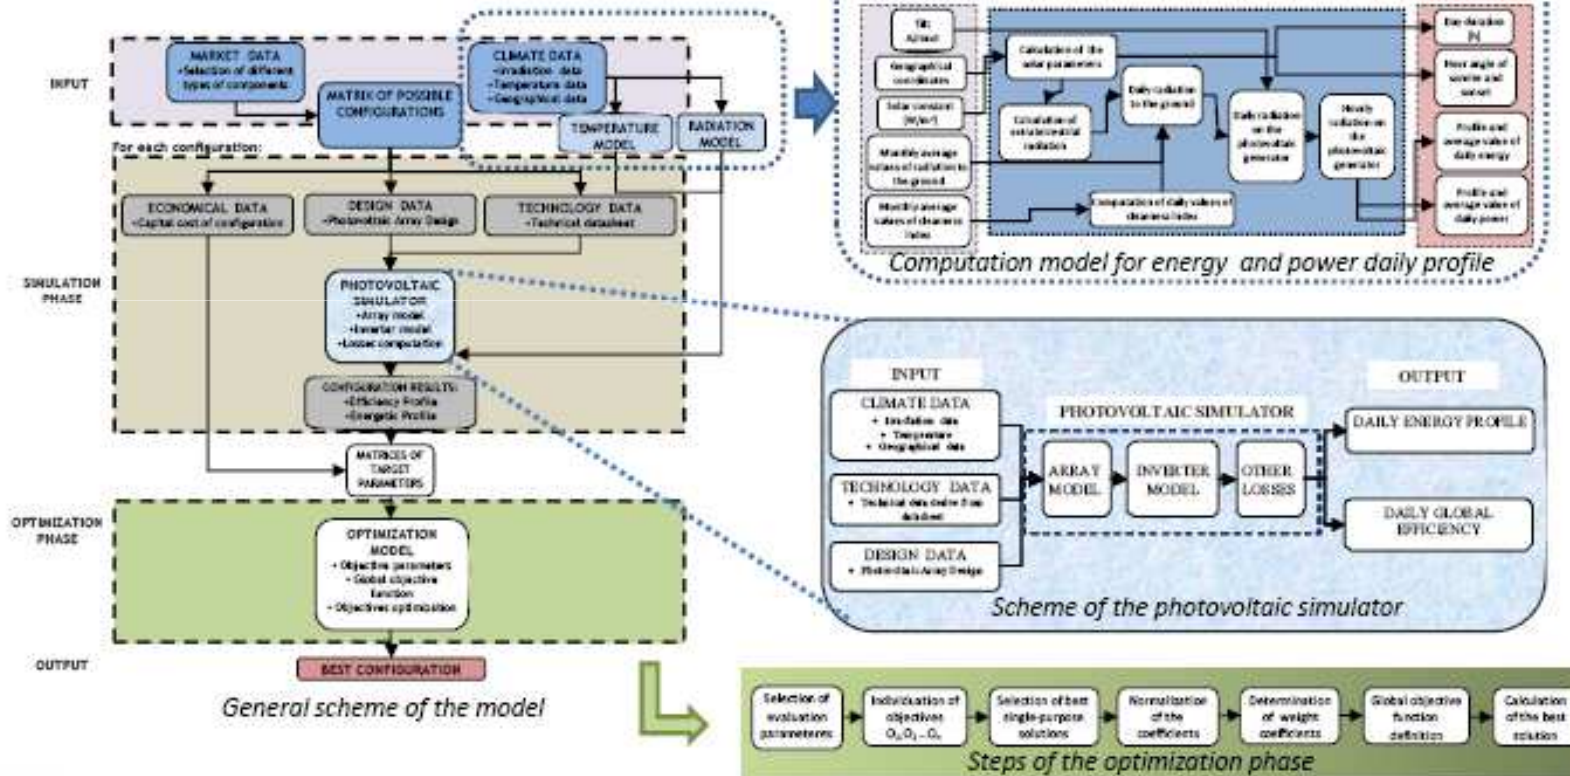 INPUT
MARKET DATA
•Selection of different
types of components
MATRIX OF POSSIBLE
CONFIGURATIONS
CLIMATE DATA
•Irradiation data
•Temperature data
•Geographical data
TEMPERATURE
MODEL
RADIATION
MODEL
For each configuration:
SIMULATION
PHASE
ECONOMICAL DATA
•Capital cost of configuration
DESIGN DATA
•Photovoltaic Array Design
TECHNOLOGY DATA
•Technical datasheet
PHOTOVOLTAIC
SIMULATOR
•Array model
•Inverter model
•Losses computation
CONFIGURATION RESULTS:
•Efficiency Profile
•Energetic Profile
MATRICES OF
TARGET
PARAMETERS
OPTIMIZATION
PHASE
OPTIMIZATION
MODEL
• Objective parameters
• Global objective
function
• Objectives optimization
OUTPUT
BEST CONFIGURATION
General scheme of the model
Tilt
Azimut
Geographical
coordinates
Solar constant
[W/m²]
Monthly average
values of radiation to
the ground
Monthly average
values of clearness
index
Calculation of the
solar parameters
Calculation of
extraterrestrial
radiation
Daily radiation
to the ground
Computation of daily values of
clearness index
Daily radiation
on the
photovoltaic
generator
Hourly
radiation on
the
photovoltaic
generator
Day duration
[h]
Hour angle of
sunrise and
sunset
Profile and
average value of
daily energy
Profile and
average value of
daily power
Computation model for energy and power daily profile
INPUT
CLIMATE DATA
• Irradiation data
• Temperature
• Geographical data
TECHNOLOGY DATA
• Technical data derive from
datasheet
DESIGN DATA
• Photovoltaic Array Design
PHOTOVOLTAIC SIMULATOR
ARRAY
MODEL
INVERTER
MODEL
OTHER
LOSSES
OUTPUT
DAILY ENERGY PROFILE
DAILY GLOBAL
EFFICIENCY
Scheme of the photovoltaic simulator
Selection of
evaluation
parameteres
Individuation of
objectives
Selection of best
single-purpose
solutions
Normalization
of the
coefficients
Determination
of weight
coefficients
Global objective
function
definition
Calculation
of the best
solution
Steps of the optimization phase